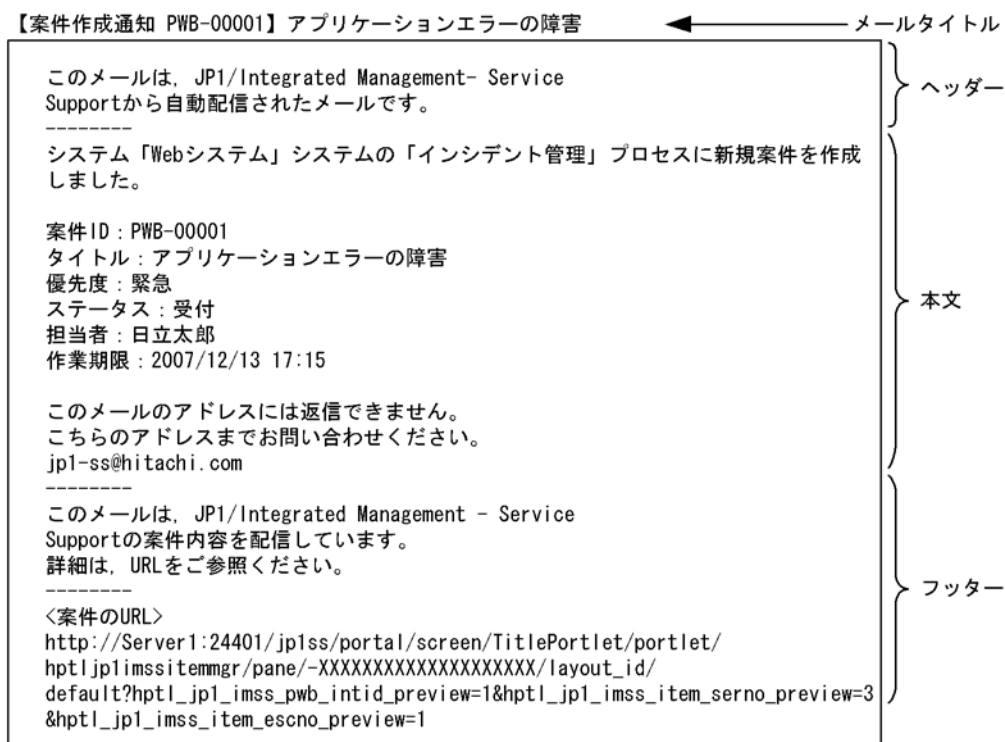 【案件作成通知 PWB-00001】アプリケーションエラーの障害
メールタイトル
このメールは, JP1/Integrated Management- Service
Supportから自動配信されたメールです。
--------
ヘッダー
システム「Webシステム」システムの「インシデント管理」プロセスに新規案件を作成
しました。
案件ID：PWB-00001
タイトル：アプリケーションエラーの障害
優先度：緊急
ステータス：受付
担当者：日立太郎
作業期限：2007/12/13 17:15
このメールのアドレスには返信できません。
こちらのアドレスまでお問い合わせください。
jp1-ss@hitachi.com
--------
本文
このメールは, JP1/Integrated Management - Service
Supportの案件内容を配信しています。
詳細は, URLをご参照ください。
--------
<案件のURL>
http://Server1:24401/jp1ss/portal/screen/TitlePortlet/portlet/
hptljp1imssitemmgr/pane/-XXXXXXXXXXXXXXXXXXXX/layout_id/
default?hptl_jp1_imss_pwb_intid_preview=1&hptl_jp1_imss_item_serno_preview=3
&hptl_jp1_imss_item_escno_preview=1
フッター